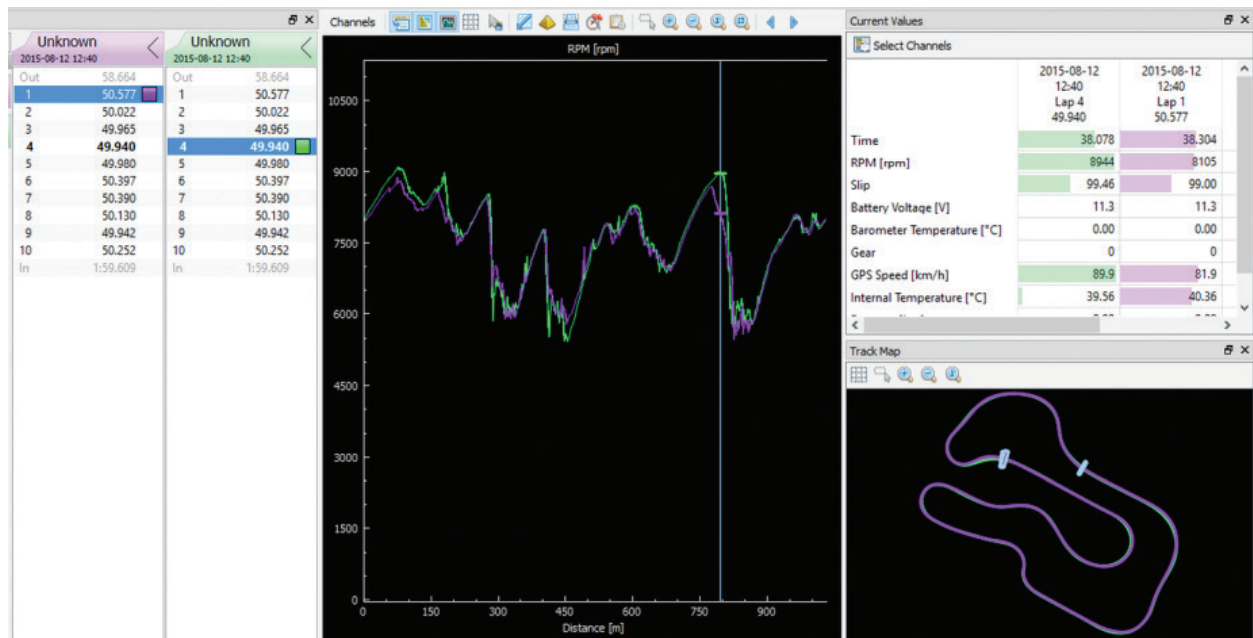 Unknown
2015-08-12 12:40
Out 58.664
1 50.577
2 50.022
3 49.965
4 49.940
5 49.980
6 50.397
7 50.390
8 50.130
9 49.942
10 50.252
In 1:59.609
Unknown
2015-08-12 12:40
Out 58.664
1 50.577
2 50.022
3 49.965
4 49.940
5 49.980
6 50.397
7 50.390
8 50.130
9 49.942
10 50.252
In 1:59.609
Channels
RPM [rpm]
10500
9000
7500
6000
4500
3000
1500
0
0 150 300 450 600 750 900
Distance [m]
Current Values
Select Channels
2015-08-12 2015-08-12
12:40 12:40
Lap 4 Lap 1
49.940 50.577
Time 38.078 38.304
RPM [rpm] 8944 8105
Slip 99.46 99.00
Battery Voltage [V] 11.3 11.3
Barometer Temperature [°C] 0.00 0.00
Gear 0 0
GPS Speed [km/h] 89.9 81.9
Internal Temperature [°C] 39.56 40.36
Track Map